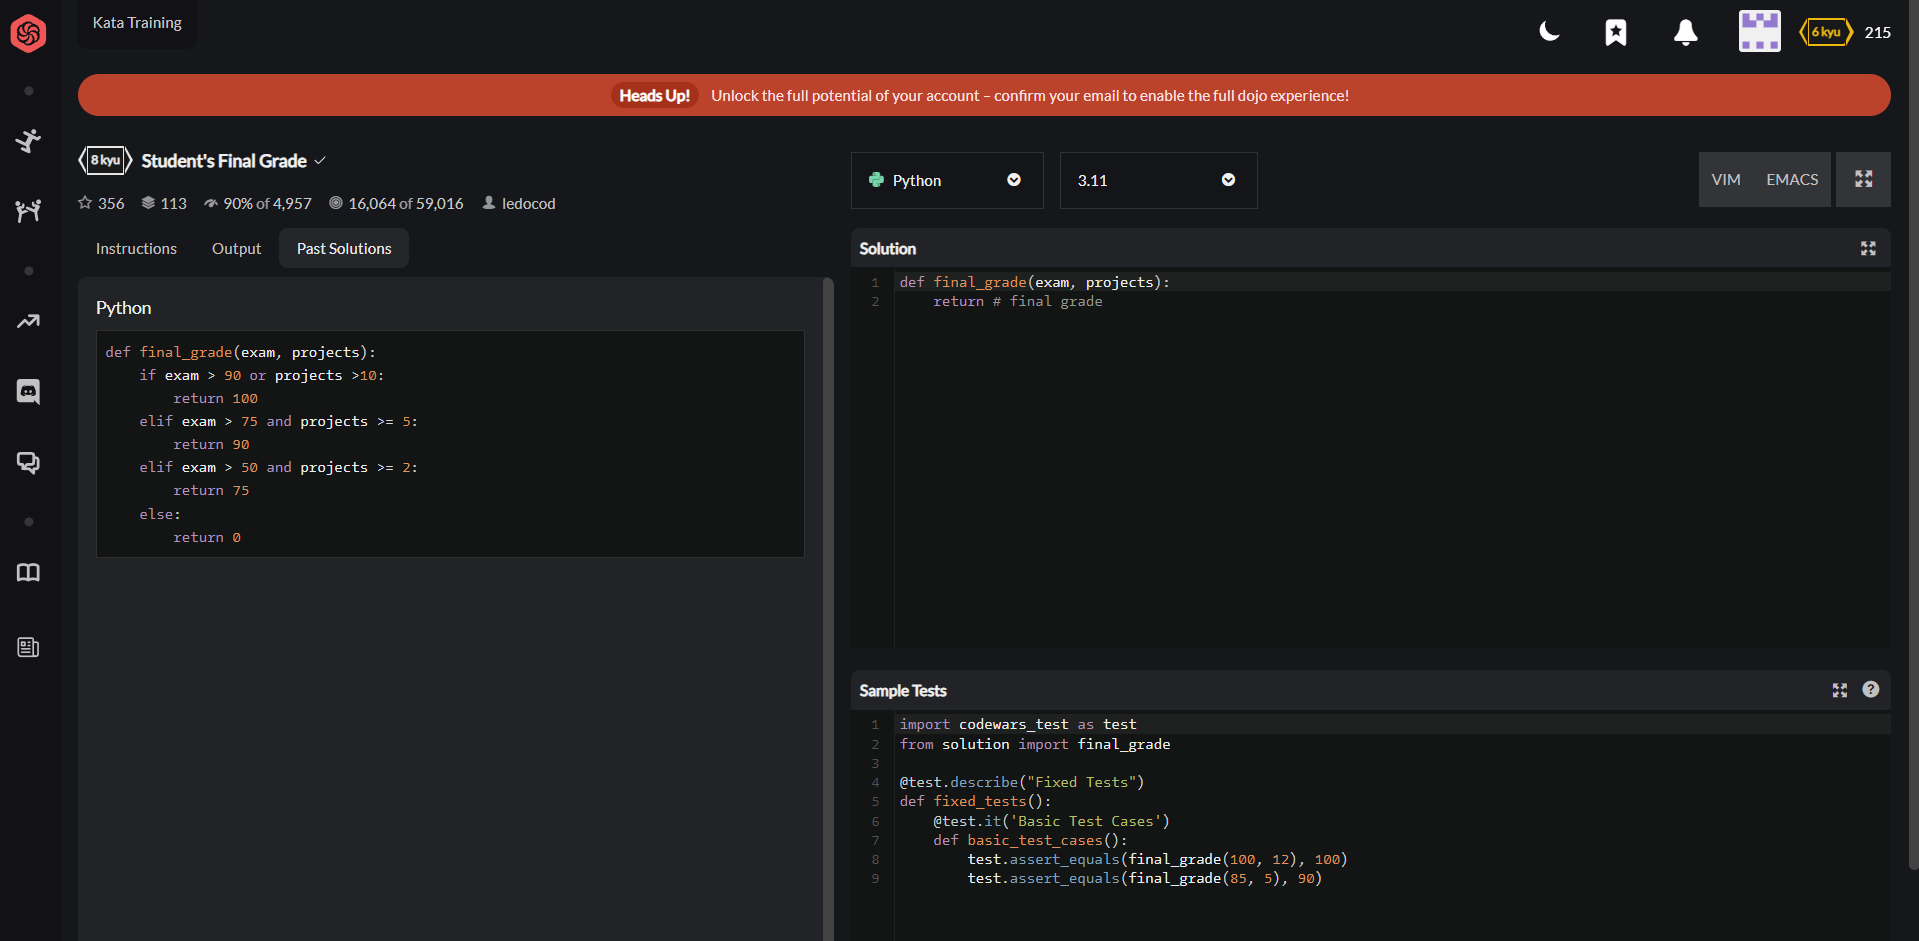 Kata Training
6 kyu 215
Heads Up! Unlock the full potential of your account – confirm your email to enable the full dojo experience!
8 kyu Student's Final Grade
356 113 90% of 4,957 16,064 of 59,016 ledocod
Instructions Output Past Solutions
Python
def final_grade(exam, projects):
    if exam > 90 or projects >10:
        return 100
    elif exam > 75 and projects >= 5:
        return 90
    elif exam > 50 and projects >= 2:
        return 75
    else:
        return 0
Python 3.11 VIM EMACS
Solution
1 def final_grade(exam, projects):
2     return # final grade
Sample Tests
1 import codewars_test as test
2 from solution import final_grade
3
4 @test.describe("Fixed Tests")
5 def fixed_tests():
6     @test.it('Basic Test Cases')
7     def basic_test_cases():
8         test.assert_equals(final_grade(100, 12), 100)
9         test.assert_equals(final_grade(85, 5), 90)